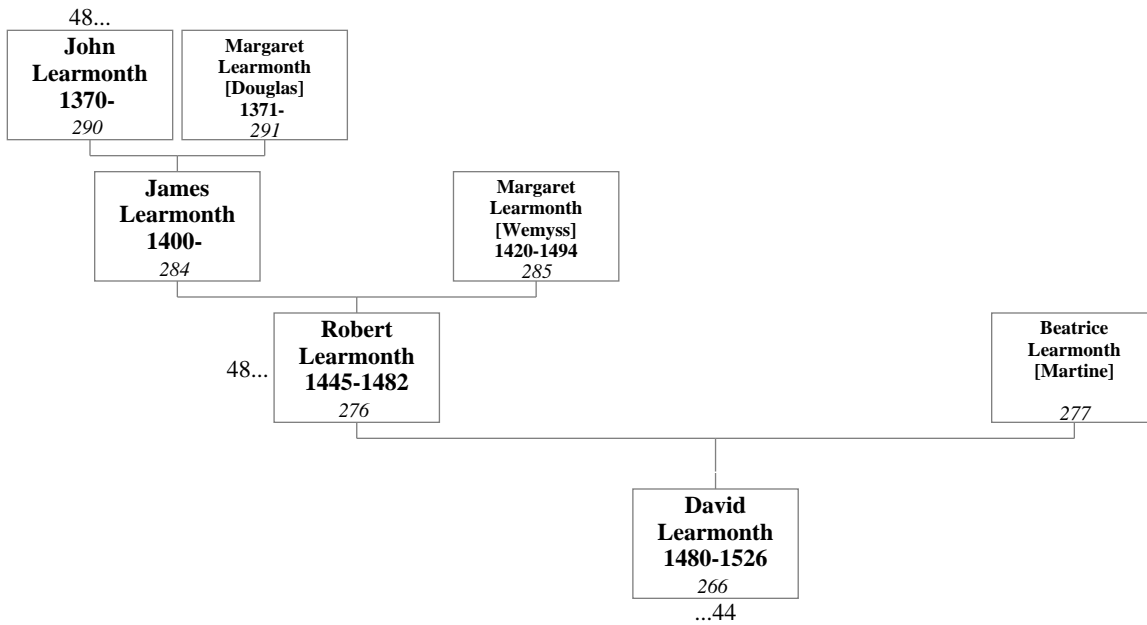 48...
John
Learmonth
1370-
290
Margaret
Learmonth
[Douglas]
1371-
291
James
Learmonth
1400-
284
Margaret
Learmonth
[Wemyss]
1420-1494
285
48...
Robert
Learmonth
1445-1482
276
Beatrice
Learmonth
[Martine]
277
David
Learmonth
1480-1526
266
...44